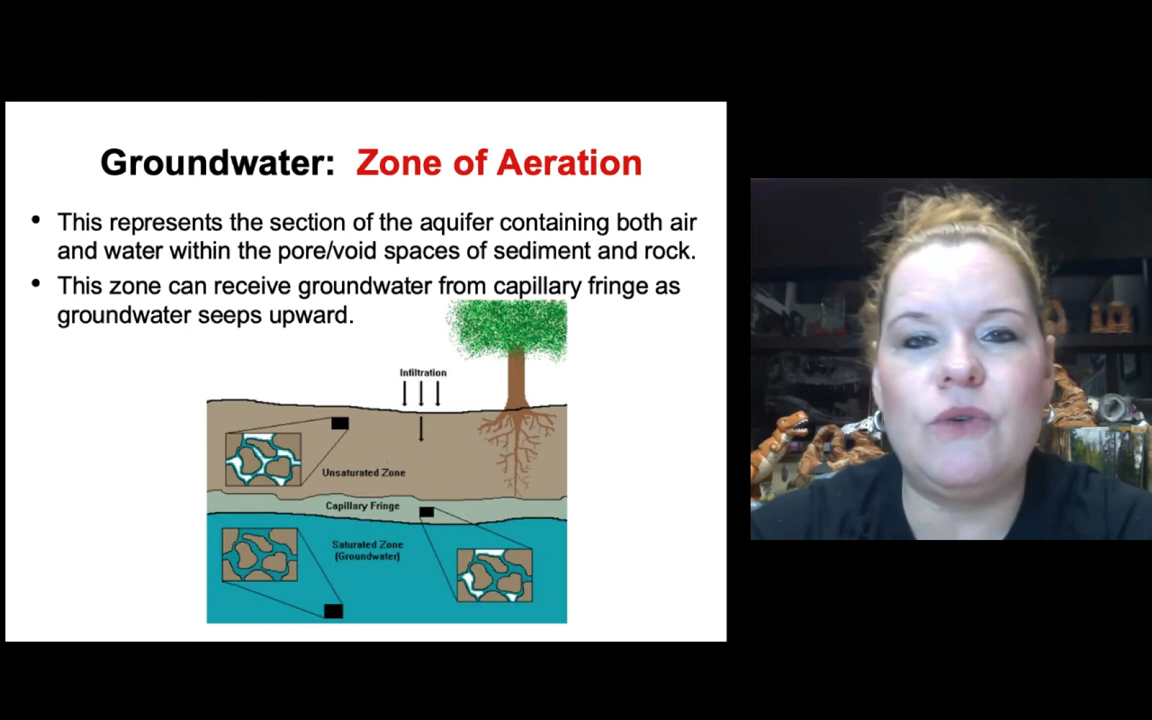 Groundwater: Zone of Aeration
• This represents the section of the aquifer containing both air
and water within the pore/void spaces of sediment and rock.
• This zone can receive groundwater from capillary fringe as
groundwater seeps upward.
Infiltration
Unsaturated Zone
Capillary Fringe
Saturated Zone
(Groundwater)